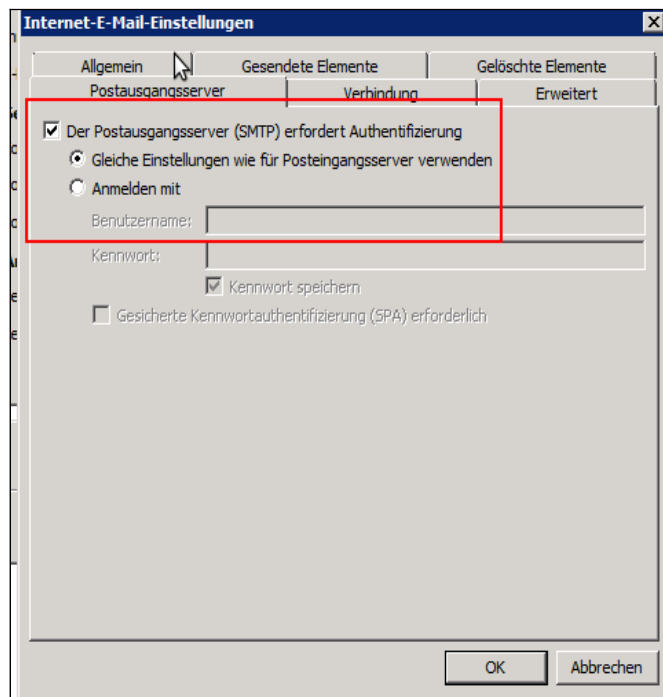 Internet-E-Mail-Einstellungen
Allgemein Gesendete Elemente Gelöschte Elemente
Postausgangsserver Verbindung Erweitert
Der Postausgangsserver (SMTP) erfordert Authentifizierung
Gleiche Einstellungen wie für Posteingangsserver verwenden
Anmelden mit
Benutzername:
Kennwort:
Kennwort speichern
Gesicherte Kennwortauthentifizierung (SPA) erforderlich
OK Abbrechen